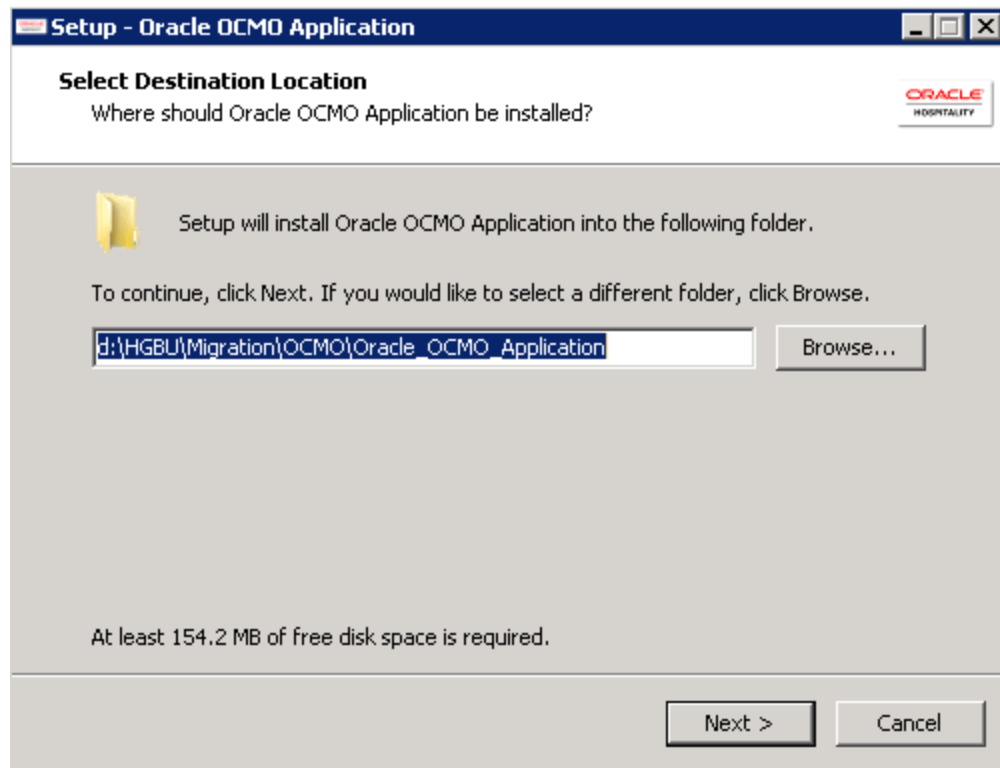 Setup - Oracle OCMO Application
Select Destination Location
Where should Oracle OCMO Application be installed?
ORACLE
HOSPITALITY
Setup will install Oracle OCMO Application into the following folder.
To continue, click Next. If you would like to select a different folder, click Browse.
d:\HGBU\Migration\OCMO\Oracle_OCMO_Application
Browse...
At least 154.2 MB of free disk space is required.
Next >
Cancel